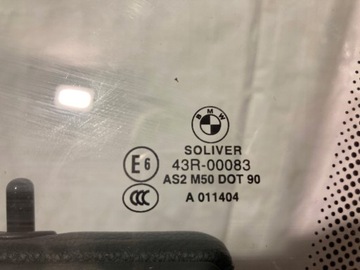 BMW
SOLIVER
E6 43R-00083
AS2 M50 DOT 90
CCC A 011404